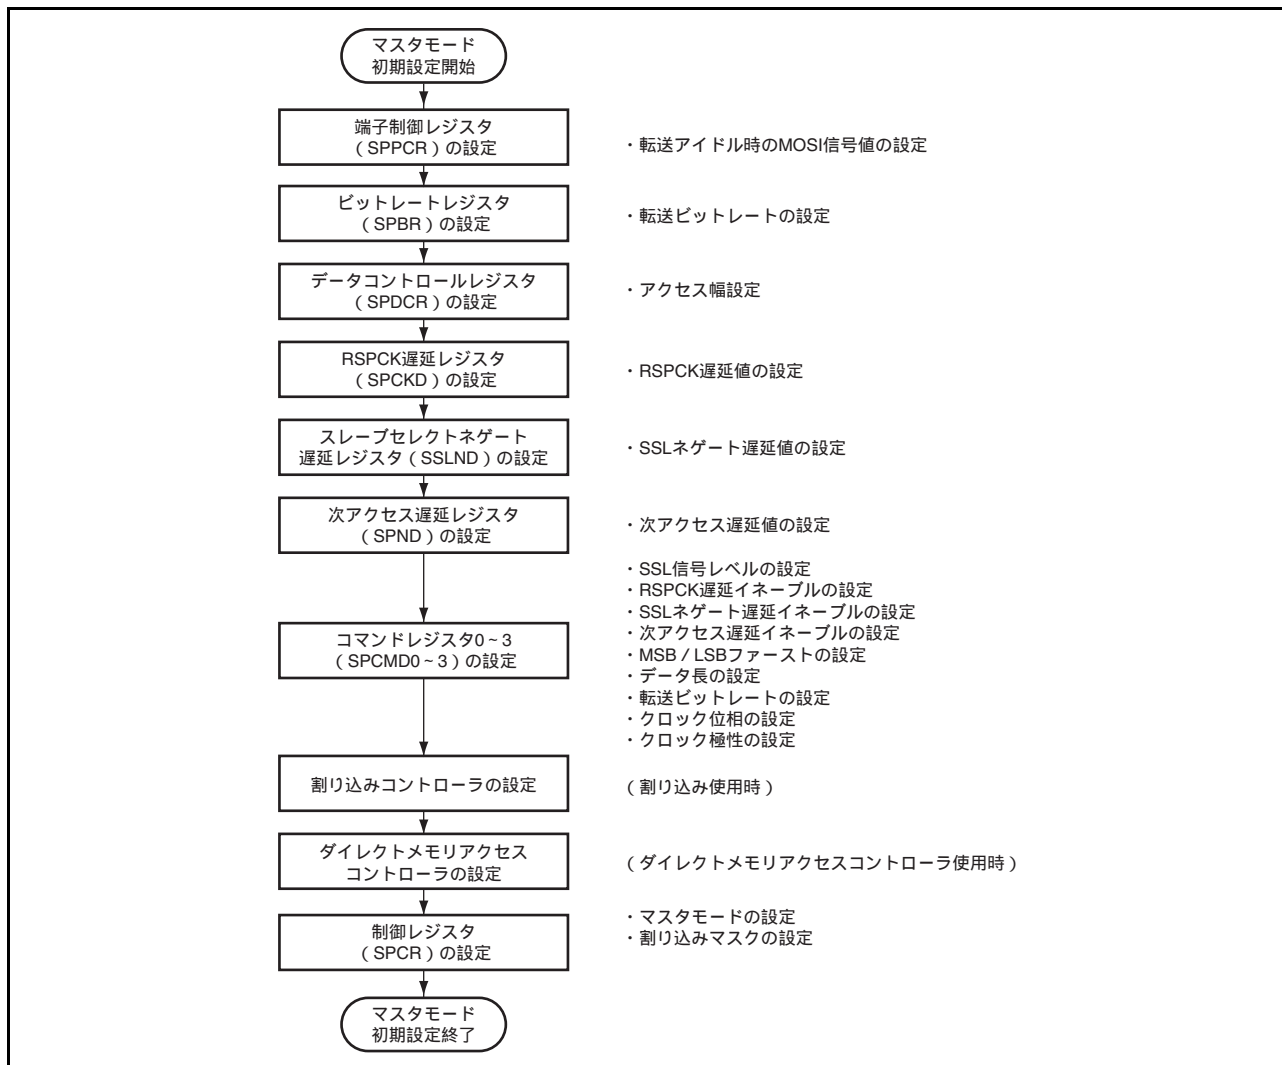 マスタモード
初期設定開始
端子制御レジスタ
（SPPCR）の設定
・転送アイドル時のMOSI信号値の設定
ビットレートレジスタ
（SPBR）の設定
・転送ビットレートの設定
データコントロールレジスタ
（SPDCR）の設定
・アクセス幅設定
RSPCK遅延レジスタ
（SPCKD）の設定
・RSPCK遅延値の設定
スレーブセレクトネゲート
遅延レジスタ（SSLND）の設定
・SSLネゲート遅延値の設定
次アクセス遅延レジスタ
（SPND）の設定
・次アクセス遅延値の設定
コマンドレジスタ0~3
（SPCMD0~3）の設定
・SSL信号レベルの設定
・RSPCK遅延イネーブルの設定
・SSLネゲート遅延イネーブルの設定
・次アクセス遅延イネーブルの設定
・MSB／LSBファーストの設定
・データ長の設定
・転送ビットレートの設定
・クロック位相の設定
・クロック極性の設定
割り込みコントローラの設定
（割り込み使用時）
ダイレクトメモリアクセス
コントローラの設定
（ダイレクトメモリアクセスコントローラ使用時）
制御レジスタ
（SPCR）の設定
・マスタモードの設定
・割り込みマスクの設定
マスタモード
初期設定終了